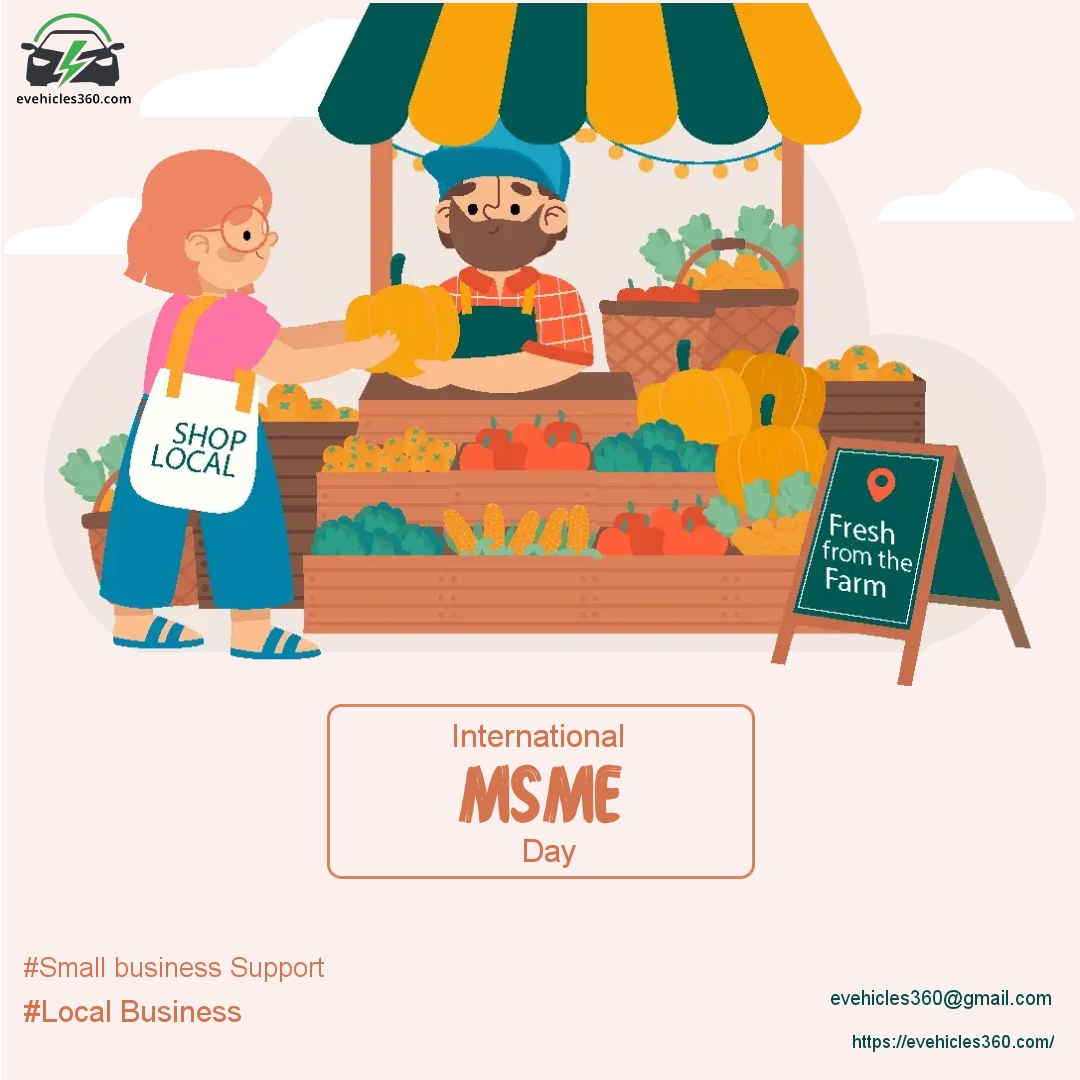 evehicles360.com
SHOP
LOCAL
Fresh
from the
Farm
International
MSME
Day
#Small business Support
#Local Business
evehicles360@gmail.com
https://evehicles360.com/